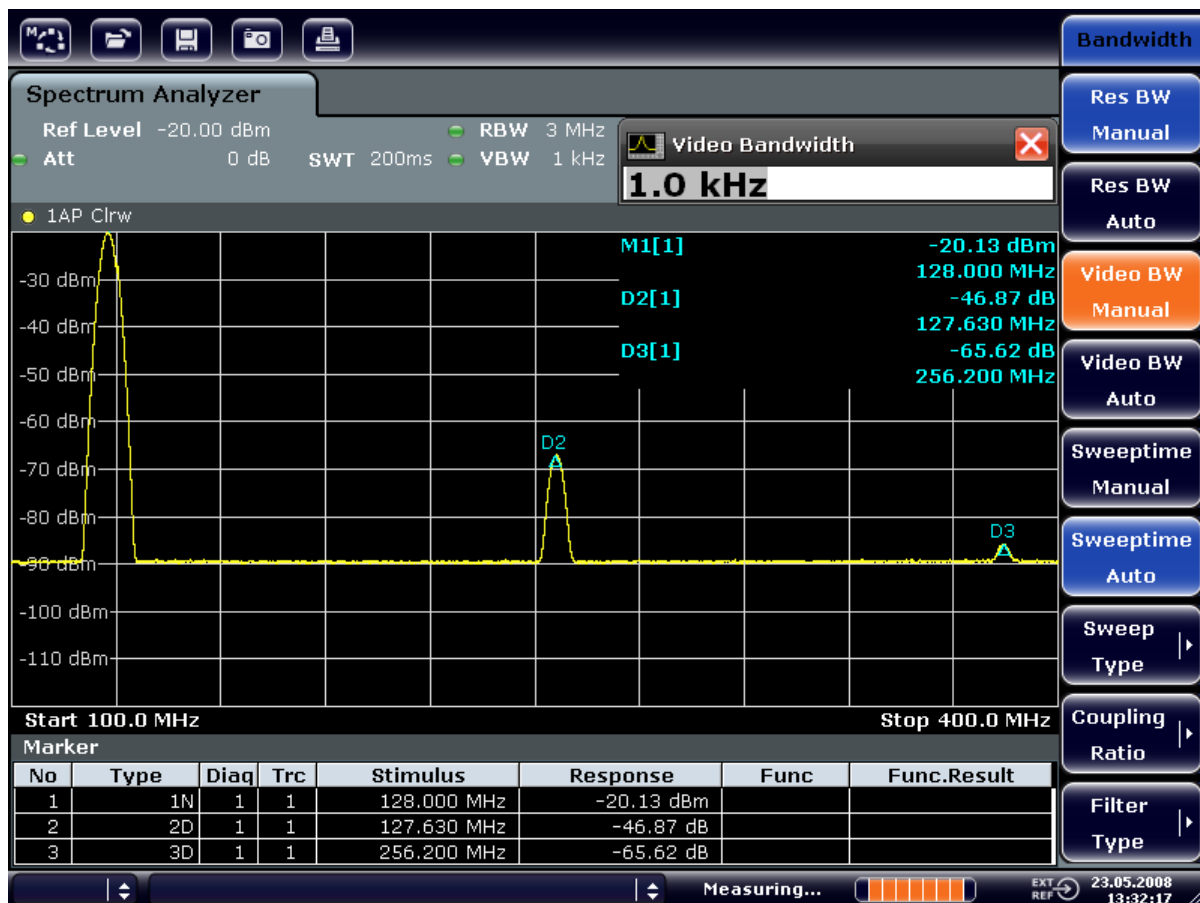 M
Bandwidth
Spectrum Analyzer
Ref Level -20.00 dBm
RBW 3 MHz
Att 0 dB
SWT 200ms
VBW 1 kHz
Video Bandwidth
1.0 kHz
Res BW
Manual
Res BW
Auto
1AP Clrw
M1[1] -20.13 dBm
128.000 MHz
D2[1] -46.87 dB
127.630 MHz
D3[1] -65.62 dB
256.200 MHz
-30 dBm
-40 dBm
-50 dBm
-60 dBm
-70 dBm
-80 dBm
-90 dBm
-100 dBm
-110 dBm
D2
D3
Video BW
Manual
Video BW
Auto
Sweeptime
Manual
Sweeptime
Auto
Sweep
Type
Coupling
Ratio
Filter
Type
Start 100.0 MHz
Stop 400.0 MHz
Marker
No Type Diaq Trc Stimulus Response Func Func.Result
1 1N 1 1 128.000 MHz -20.13 dBm
2 2D 1 1 127.630 MHz -46.87 dB
3 3D 1 1 256.200 MHz -65.62 dB
Measuring...
EXT
REF
23.05.2008
13:32:17